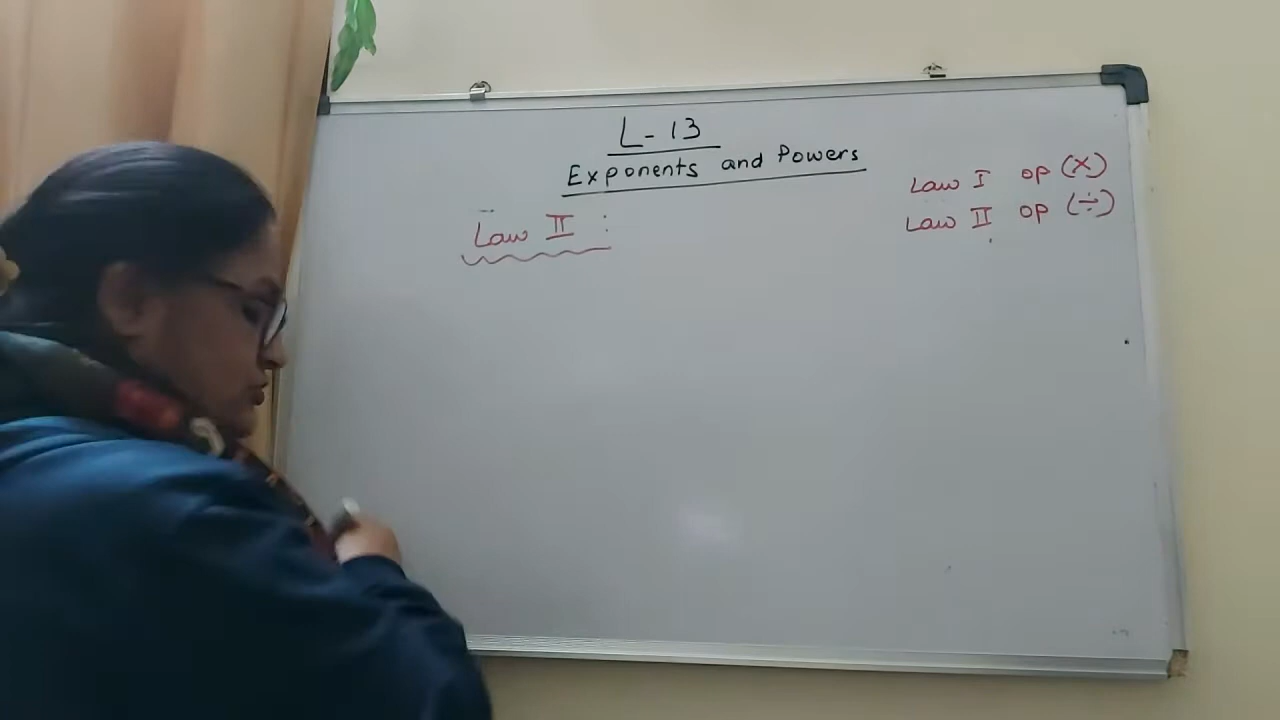 L-13
Exponents and Powers
Law I op (×)
Law II op (÷)
Law II :